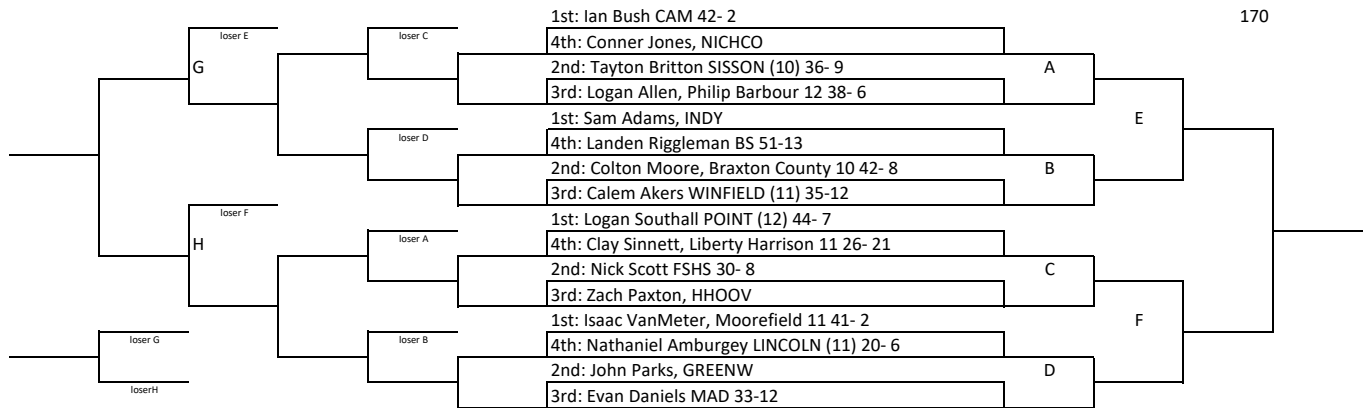 1st: Ian Bush CAM 42- 2
170
loser E
loser C
4th: Conner Jones, NICHCO
G
2nd: Tayton Britton SISSON (10) 36- 9
A
3rd: Logan Allen, Philip Barbour 12 38- 6
1st: Sam Adams, INDY
E
loser D
4th: Landen Riggleman BS 51-13
2nd: Colton Moore, Braxton County 10 42- 8
B
3rd: Calem Akers WINFIELD (11) 35-12
loser F
1st: Logan Southall POINT (12) 44- 7
H
loser A
4th: Clay Sinnett, Liberty Harrison 11 26- 21
2nd: Nick Scott FSHS 30- 8
C
3rd: Zach Paxton, HHOOV
1st: Isaac VanMeter, Moorefield 11 41- 2
F
loser G
loser B
4th: Nathaniel Amburgey LINCOLN (11) 20- 6
2nd: John Parks, GREENW
D
loserH
3rd: Evan Daniels MAD 33-12